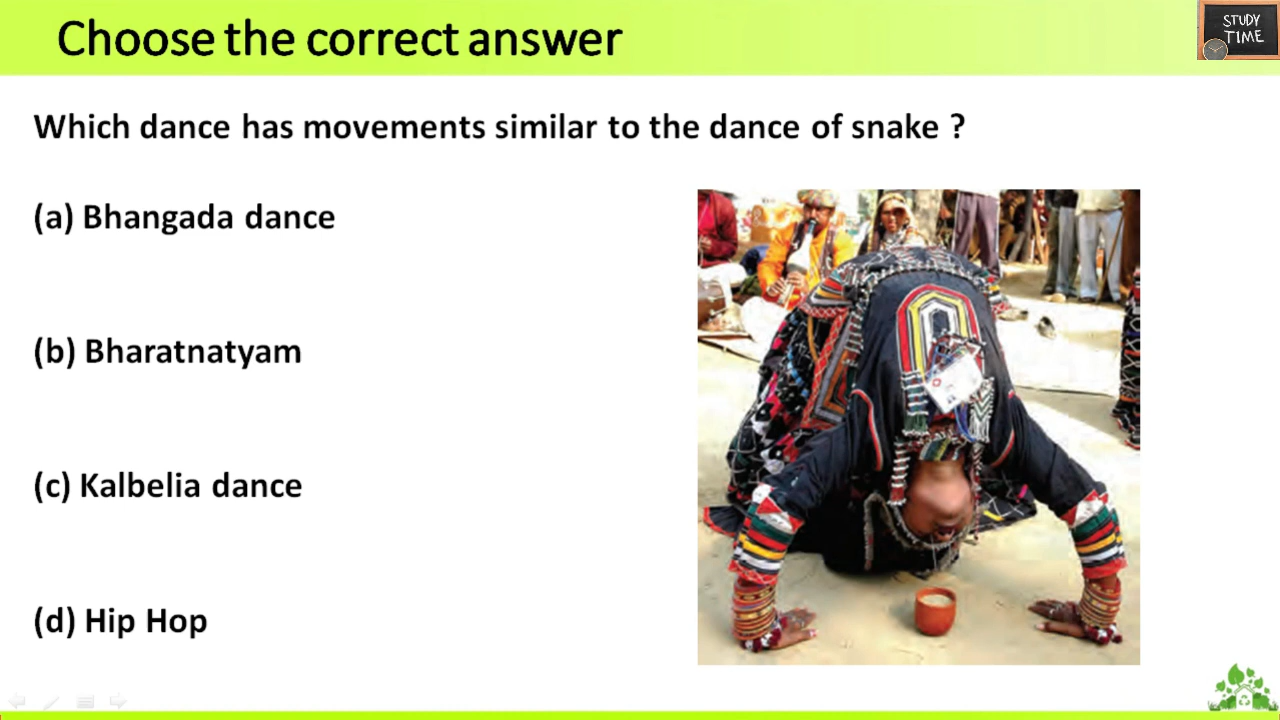 Choose the correct answer
STUDY
TIME
Which dance has movements similar to the dance of snake ?
(a) Bhangada dance
(b) Bharatnatyam
(c) Kalbelia dance
(d) Hip Hop